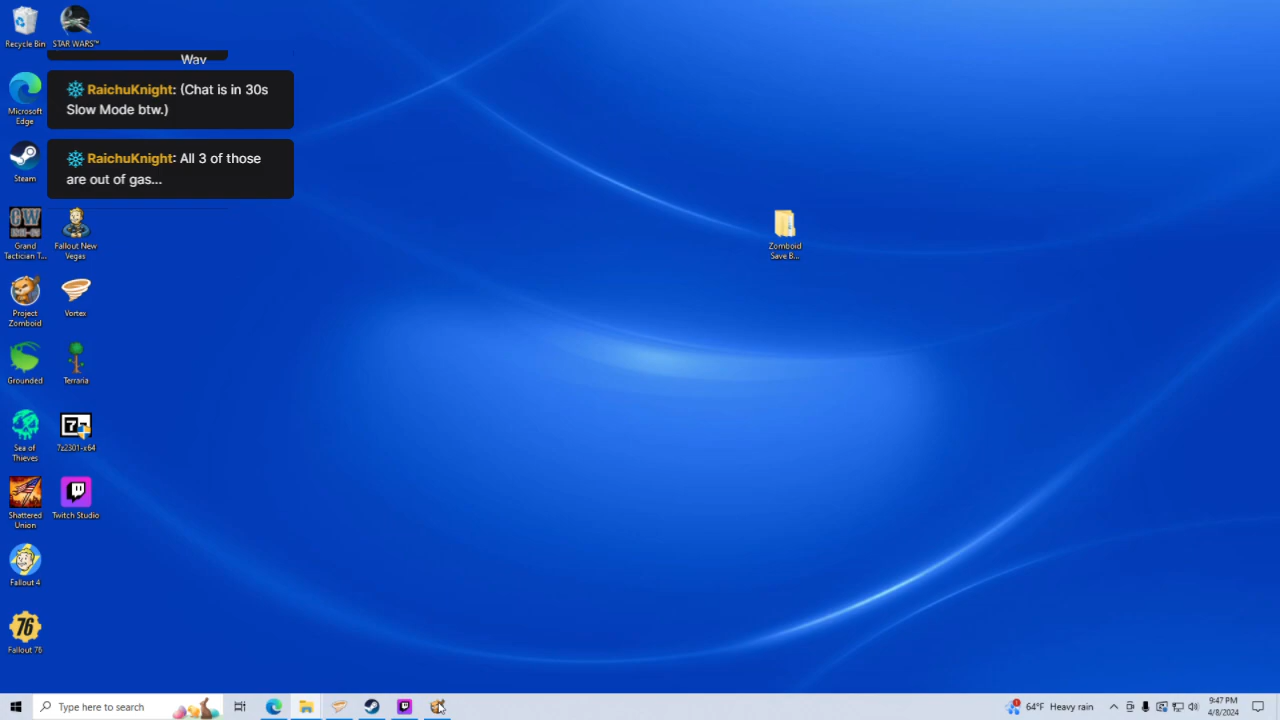 Recycle Bin
STAR WARS™
Way
RaichuKnight: (Chat is in 30s
Slow Mode btw.)
RaichuKnight: All 3 of those
are out of gas...
Microsoft
Edge
Steam
Grand
Tactician T...
Fallout New
Vegas
Zomboid
Save B...
Project
Zomboid
Vortex
Grounded
Terraria
Sea of
Thieves
7z2301-x64
Shattered
Union
Twitch Studio
Fallout 4
76
Fallout 76
Type here to search
64°F Heavy rain
9:47 PM
4/8/2024